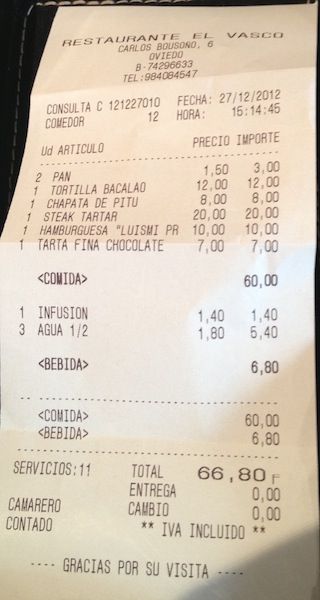 RESTAURANTE EL VASCO
CARLOS BOUSOÑO, 6
OVIEDO
B-74296633
TEL:984084547
CONSULTA C 121227010 FECHA: 27/12/2012
COMEDOR 12 HORA: 15:14:45
Ud ARTICULO PRECIO IMPORTE
2 PAN 1,50 3,00
1 TORTILLA BACALAO 12,00 12,00
1 CHAPATA DE PITU 8,00 8,00
1 STEAK TARTAR 20,00 20,00
1 HAMBURGUESA "LUISMI PR 10,00 10,00
1 TARTA FINA CHOCOLATE 7,00 7,00
<COMIDA> 60,00
1 INFUSION 1,40 1,40
3 AGUA 1/2 1,80 5,40
<BEBIDA> 6,80
<COMIDA> 60,00
<BEBIDA> 6,80
SERVICIOS:11 TOTAL 66,80
ENTREGA 0,00
CAMARERO CAMBIO 0,00
CONTADO ** IVA INCLUIDO **
---- GRACIAS POR SU VISITA ----